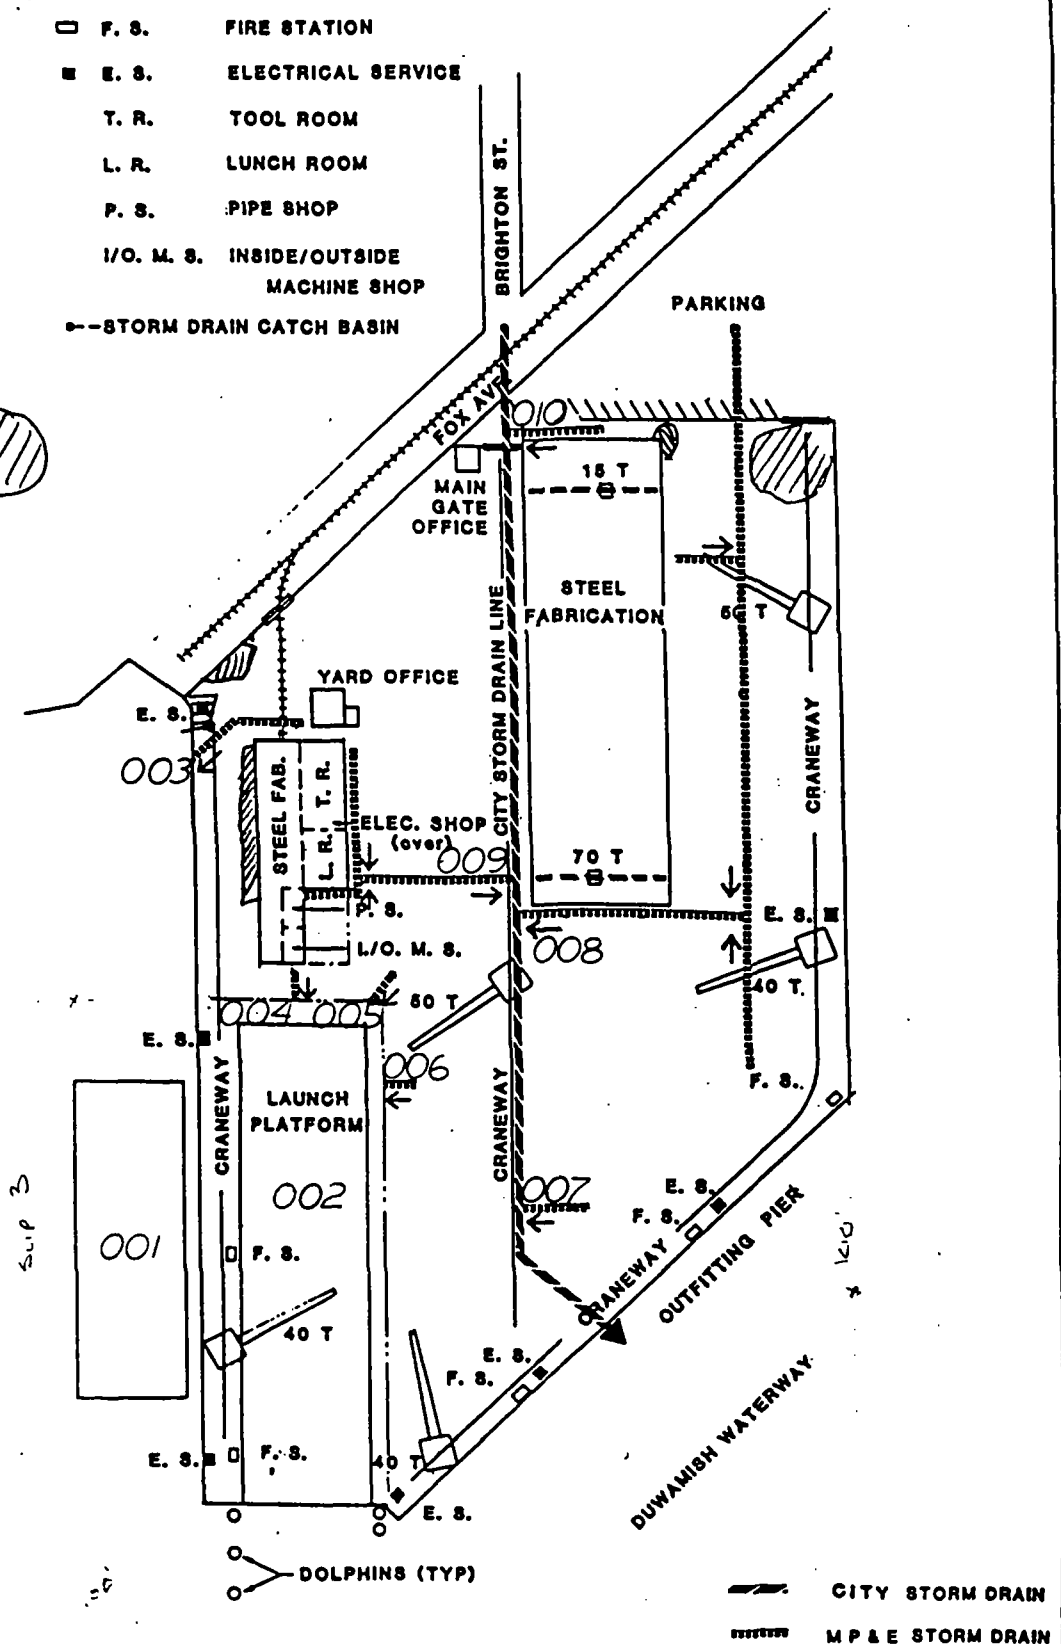 F. S. FIRE STATION
E. S. ELECTRICAL SERVICE
T. R. TOOL ROOM
L. R. LUNCH ROOM
P. S. PIPE SHOP
I/O. M. S. INSIDE/OUTSIDE
MACHINE SHOP
STORM DRAIN CATCH BASIN
BRIGHTON ST.
PARKING
FOX AVE
010
MAIN
GATE
OFFICE
15 T
STEEL
FABRICATION
CITY STORM DRAIN LINE
T
YARD OFFICE
E. S.
003
STEEL FAB.
T. R.
L. R.
ELEC. SHOP
(over)
009
CRANEWAY
70 T
P. S.
E. S.
008
I./O. M. S.
50 T
40 T.
004 005
E. S.
006
F. S.
CRANEWAY
LAUNCH
PLATFORM
CRANEWAY
002
007
E. S.
F. S.
SLIP 3
001
F. S.
CRANEWAY
OUTFITTING PIER
40 T
E. S.
F. S.
E. S.
F. S.
40 T
E. S.
DUWAMISH WATERWAY
DOLPHINS (TYP)
CITY STORM DRAIN
M P & E STORM DRAIN